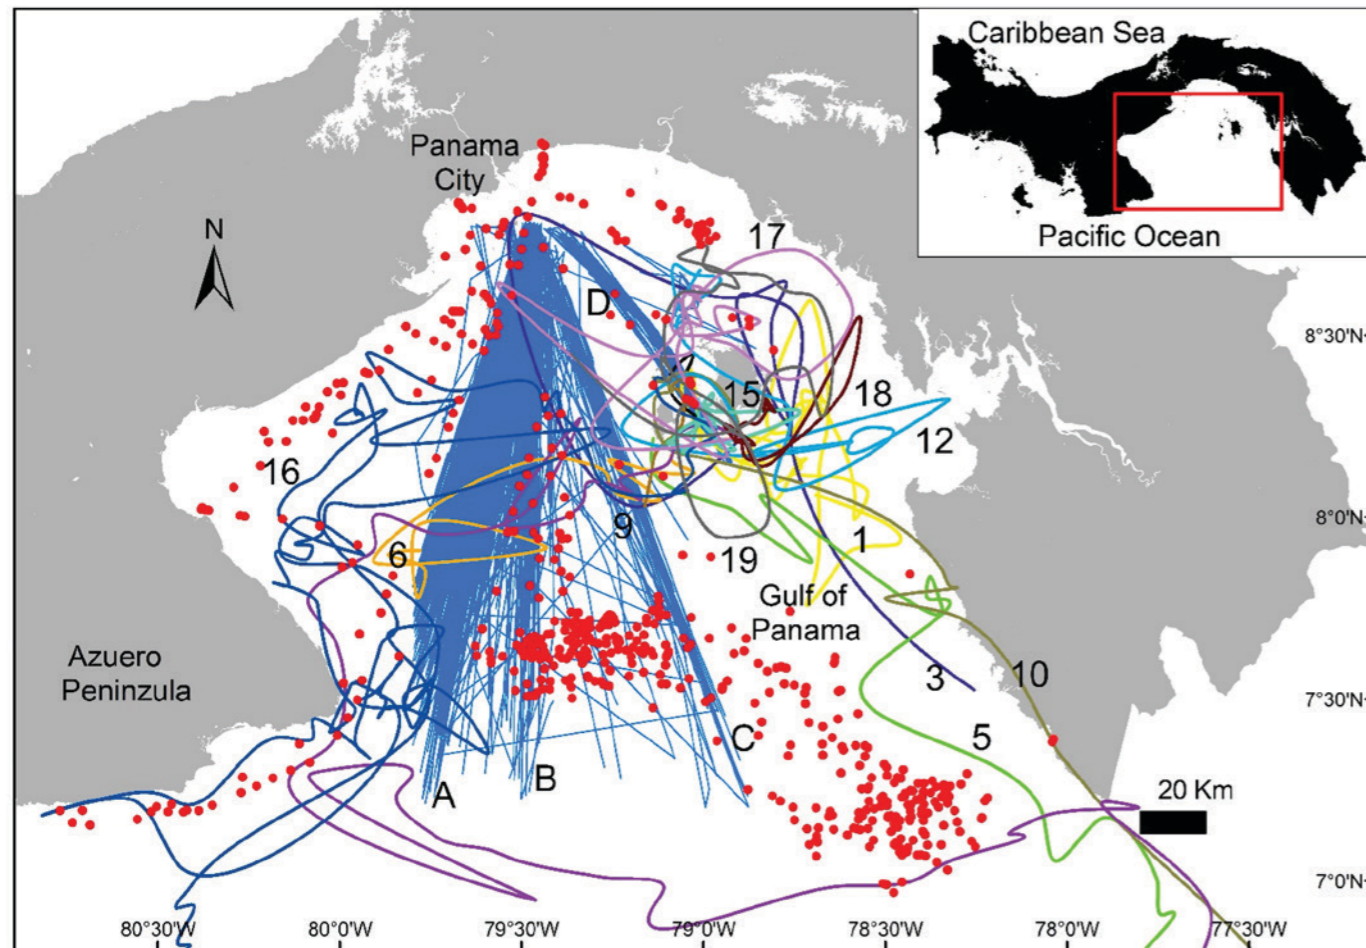 Caribbean Sea
Pacific Ocean
Panama
City
N
17
D
8°30'N
15
18
12
16
9
8°0'N
6
1
19
Gulf of
Panama
Azuero
Peninzula
3
10
7°30'N
5
C
A
B
20 Km
7°0'N
80°30'W
80°0'W
79°30'W
79°0'W
78°30'W
78°0'W
77°30'W